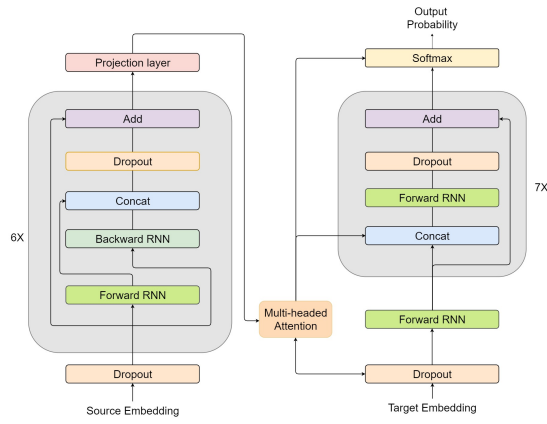 Output
Probability
Projection layer
Softmax
Add
Add
Dropout
Dropout
7X
Concat
Forward RNN
6X
Backward RNN
Concat
Forward RNN
Multi-headed
Attention
Forward RNN
Dropout
Dropout
Source Embedding
Target Embedding